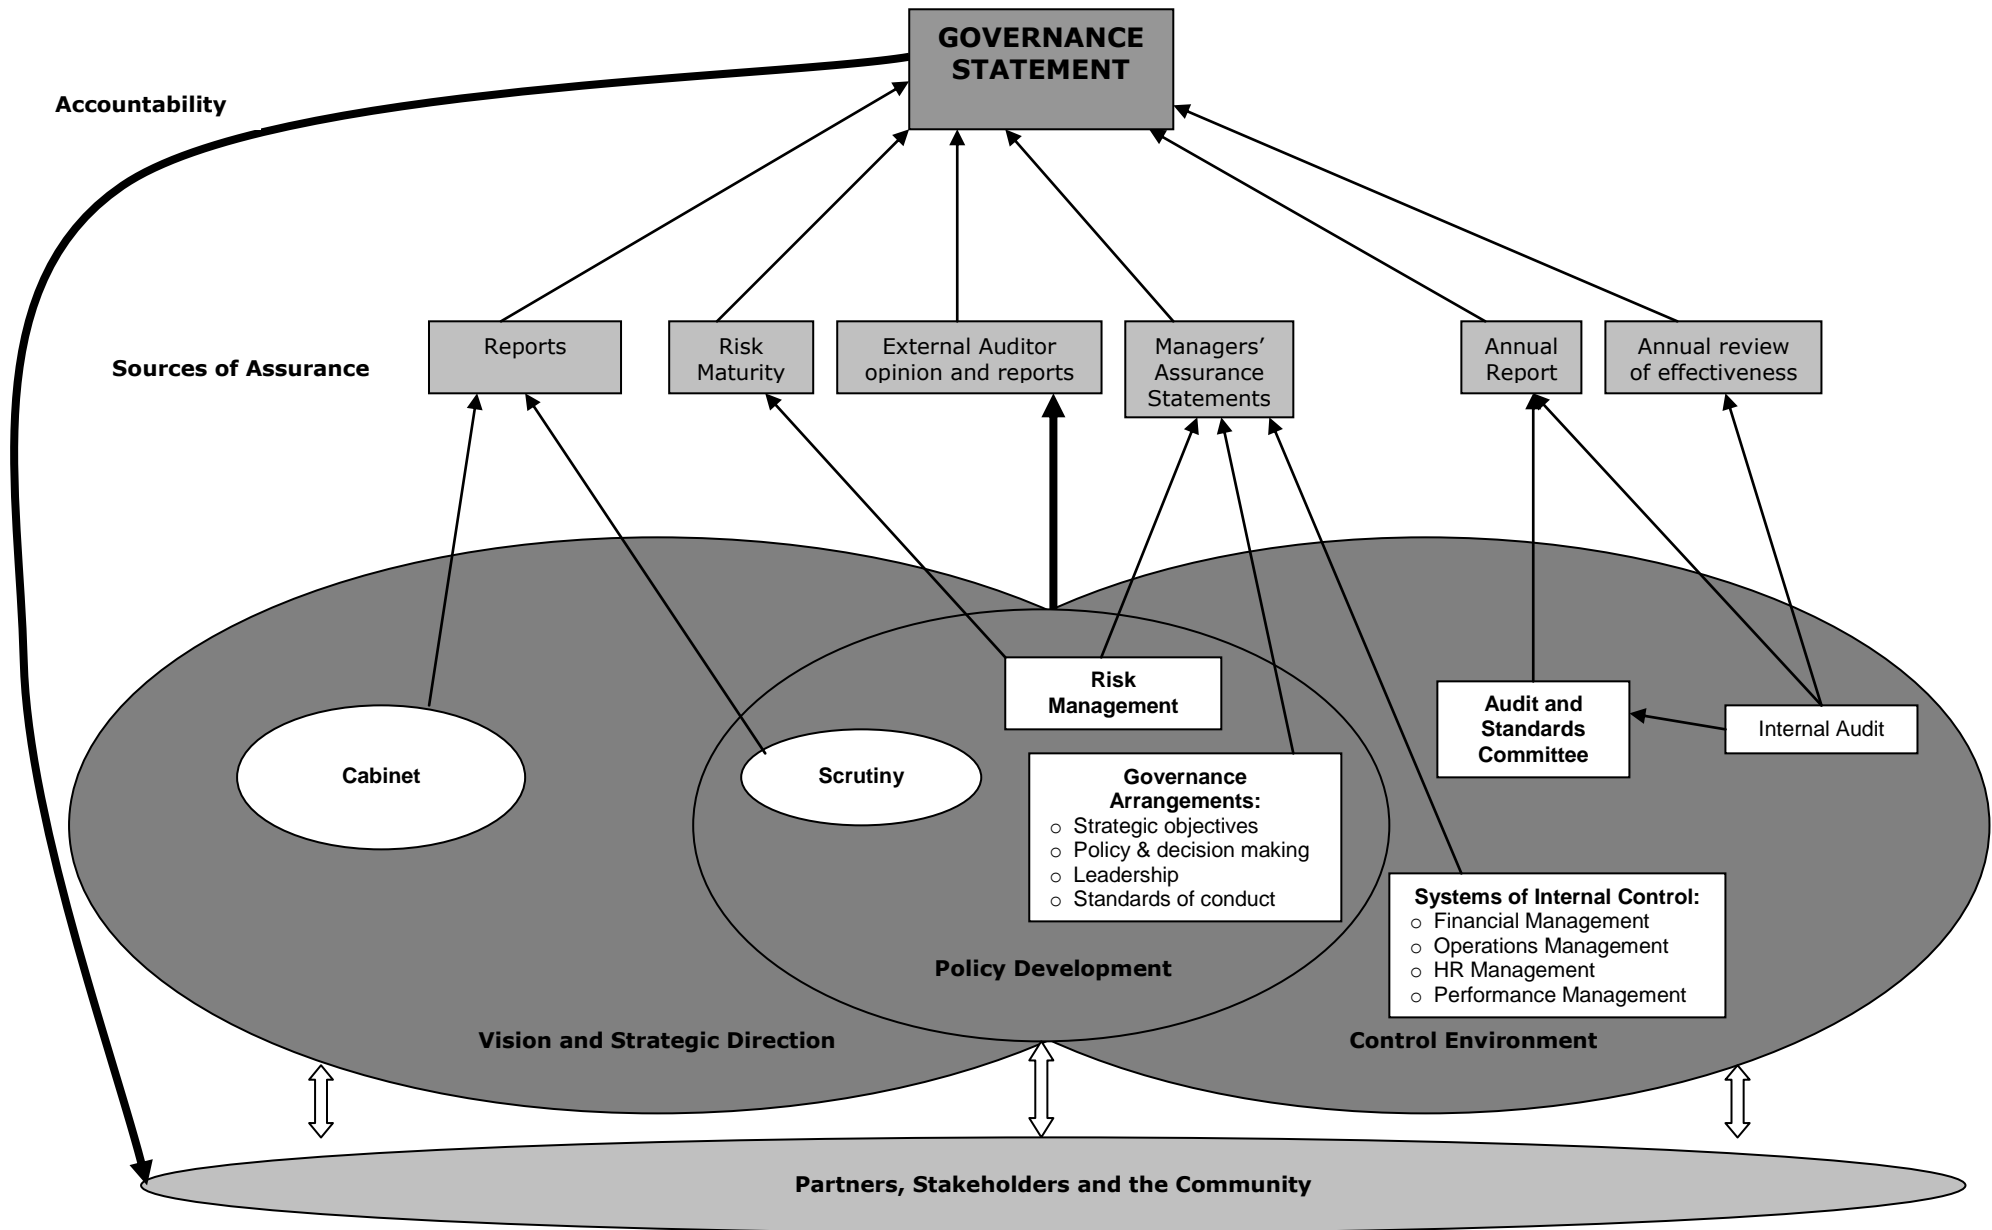 GOVERNANCE
STATEMENT
Accountability
Sources of Assurance
Reports
Risk
Maturity
External Auditor
opinion and reports
Managers’
Assurance
Statements
Annual
Report
Annual review
of effectiveness
Cabinet
Scrutiny
Risk
Management
Governance
Arrangements:
o Strategic objectives
o Policy & decision making
o Leadership
o Standards of conduct
Audit and
Standards
Committee
Internal Audit
Systems of Internal Control:
o Financial Management
o Operations Management
o HR Management
o Performance Management
Policy Development
Vision and Strategic Direction
Control Environment
Partners, Stakeholders and the Community